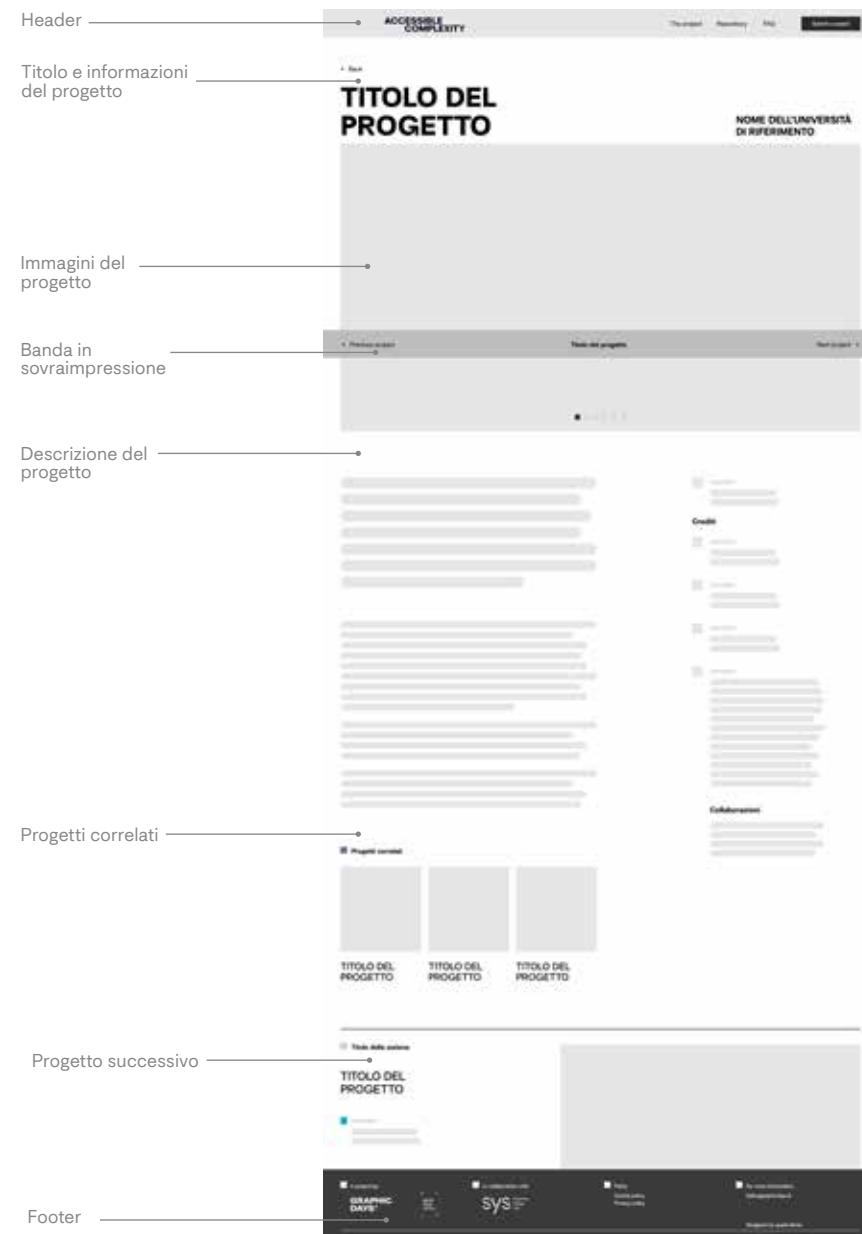 Header
ACCESSIBLE
COMPLEXITY
The project Repository FAQ
Titolo e informazioni
del progetto
TITOLO DEL
PROGETTO
NOME DELL'UNIVERSITÀ
DI RIFERIMENTO
Immagini del
progetto
Banda in
sovraimpressione
< Previous project Titolo del progetto Next project >
Descrizione del
progetto
Crediti
Collaborazioni
Progetti correlati
Progetti correlati
TITOLO DEL
PROGETTO
TITOLO DEL
PROGETTO
TITOLO DEL
PROGETTO
Titolo della sezione
Progetto successivo
TITOLO DEL
PROGETTO
Footer
GRAPHIC
DAYS
sys
Privacy policy